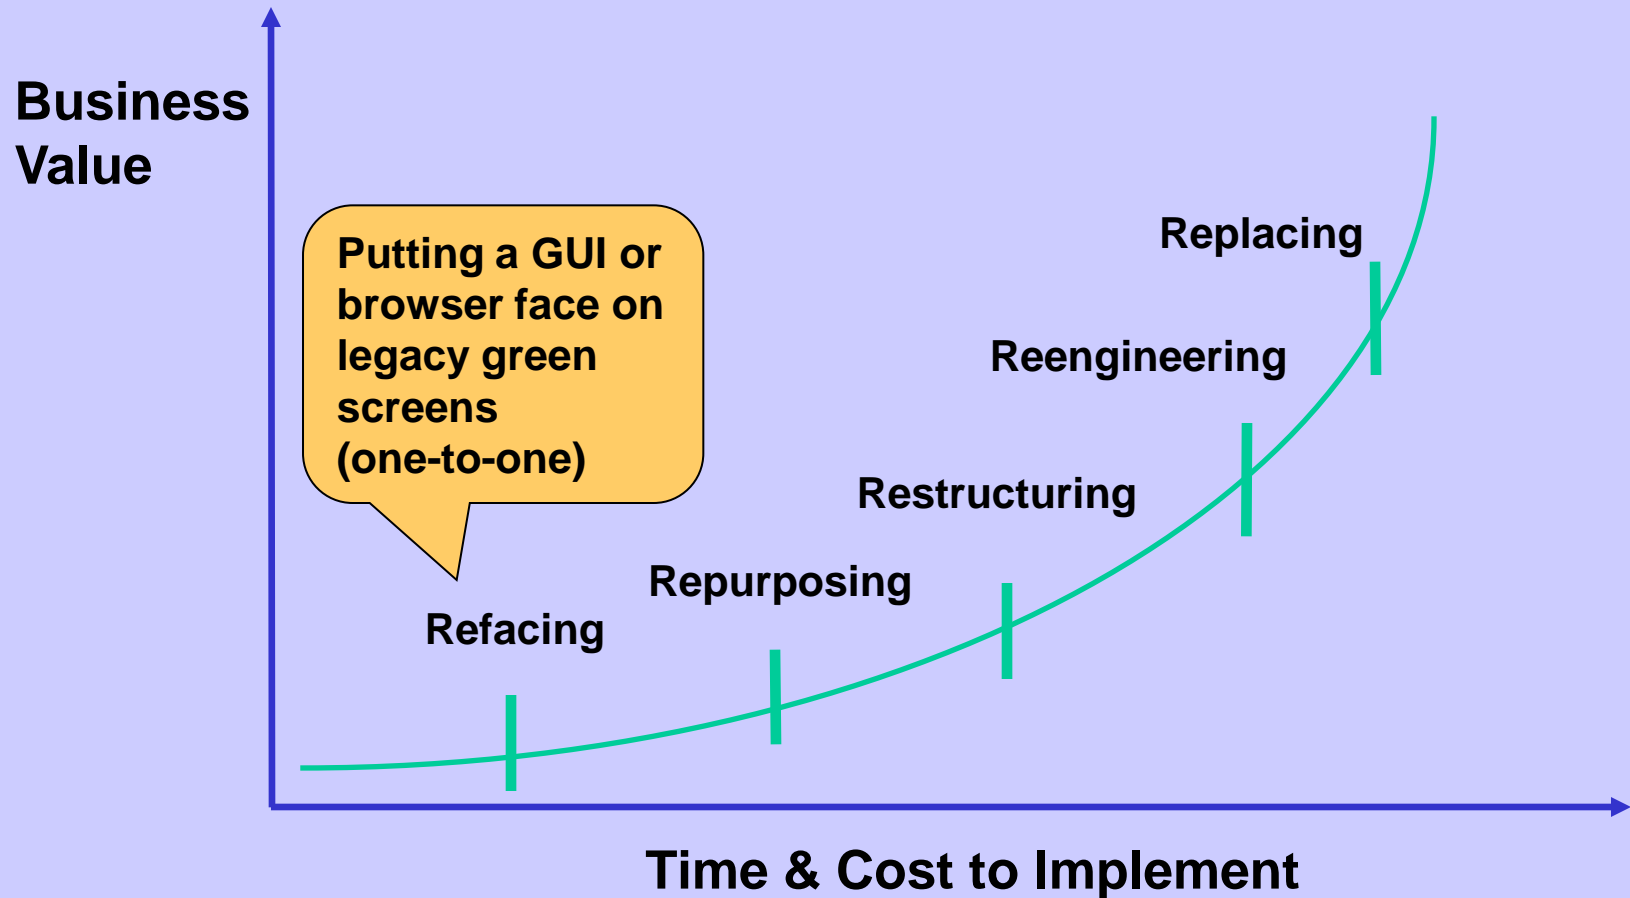 Business
Value
Putting a GUI or
browser face on
legacy green
screens
(one-to-one)
Replacing
Reengineering
Restructuring
Repurposing
Refacing
Time & Cost to Implement